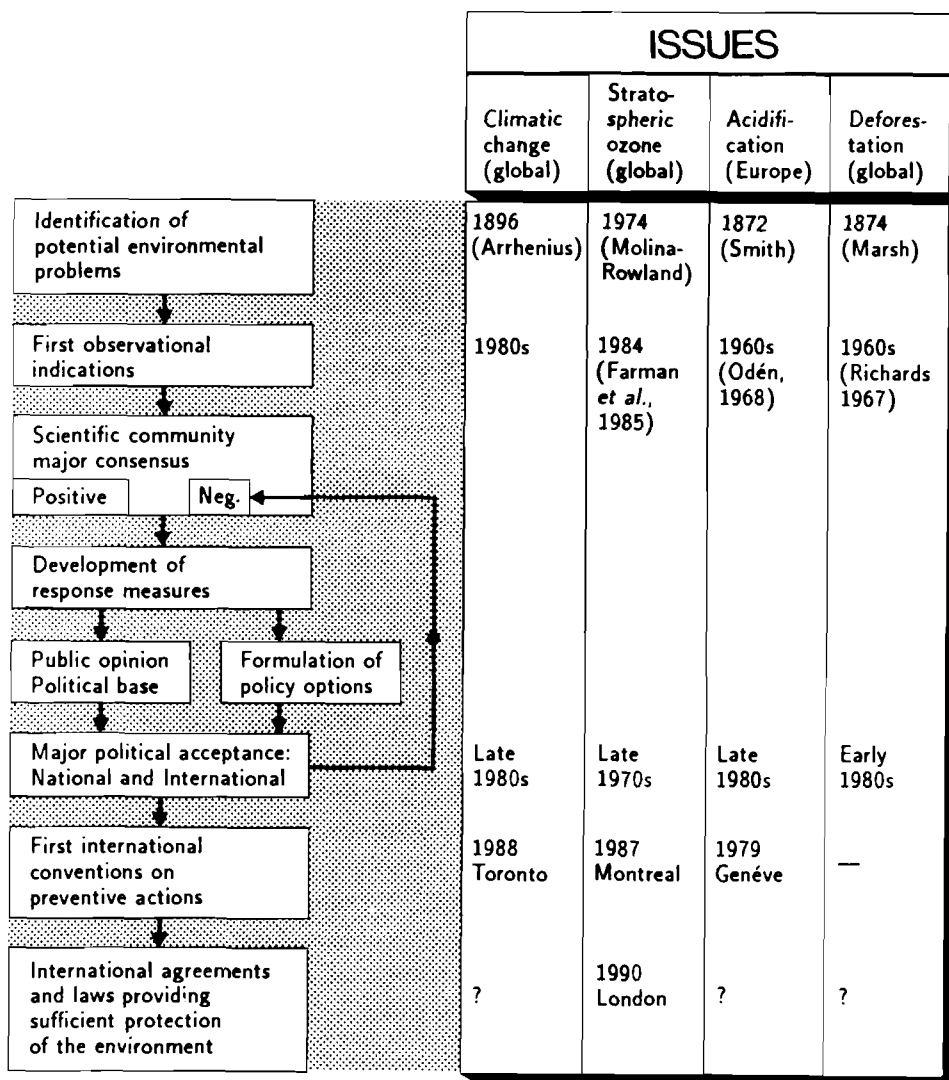 ISSUES
Climatic
change
(global)
Strato-
spheric
ozone
(global)
Acidifi-
cation
(Europe)
Defores-
tation
(global)
Identification of
potential environmental
problems
1896
(Arrhenius)
1974
(Molina-
Rowland)
1872
(Smith)
1874
(Marsh)
First observational
indications
1980s
1984
(Farman
et al.,
1985)
1960s
(Odén,
1968)
1960s
(Richards
1967)
Scientific community
major consensus
Positive
Neg.
Development of
response measures
Public opinion
Political base
Formulation of
policy options
Major political acceptance:
National and International
Late
1980s
Late
1970s
Late
1980s
Early
1980s
First international
conventions on
preventive actions
1988
Toronto
1987
Montreal
1979
Genéve
—
International agreements
and laws providing
sufficient protection
of the environment
?
1990
London
?
?